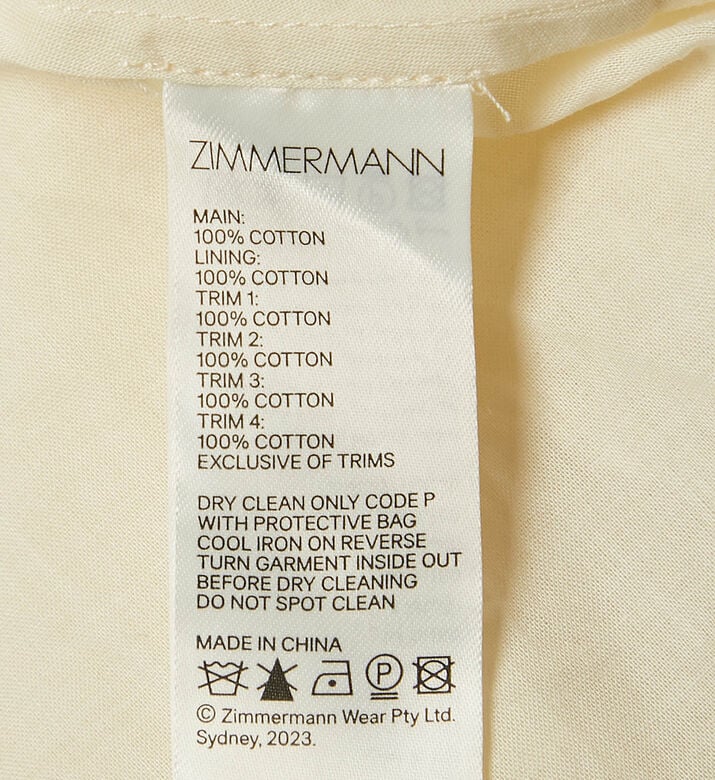 ZIMMERMANN
MAIN:
100% COTTON
LINING:
100% COTTON
TRIM 1:
100% COTTON
TRIM 2:
100% COTTON
TRIM 3:
100% COTTON
TRIM 4:
100% COTTON
EXCLUSIVE OF TRIMS
DRY CLEAN ONLY CODE P
WITH PROTECTIVE BAG
COOL IRON ON REVERSE
TURN GARMENT INSIDE OUT
BEFORE DRY CLEANING
DO NOT SPOT CLEAN
MADE IN CHINA
P
© Zimmermann Wear Pty Ltd.
Sydney, 2023.